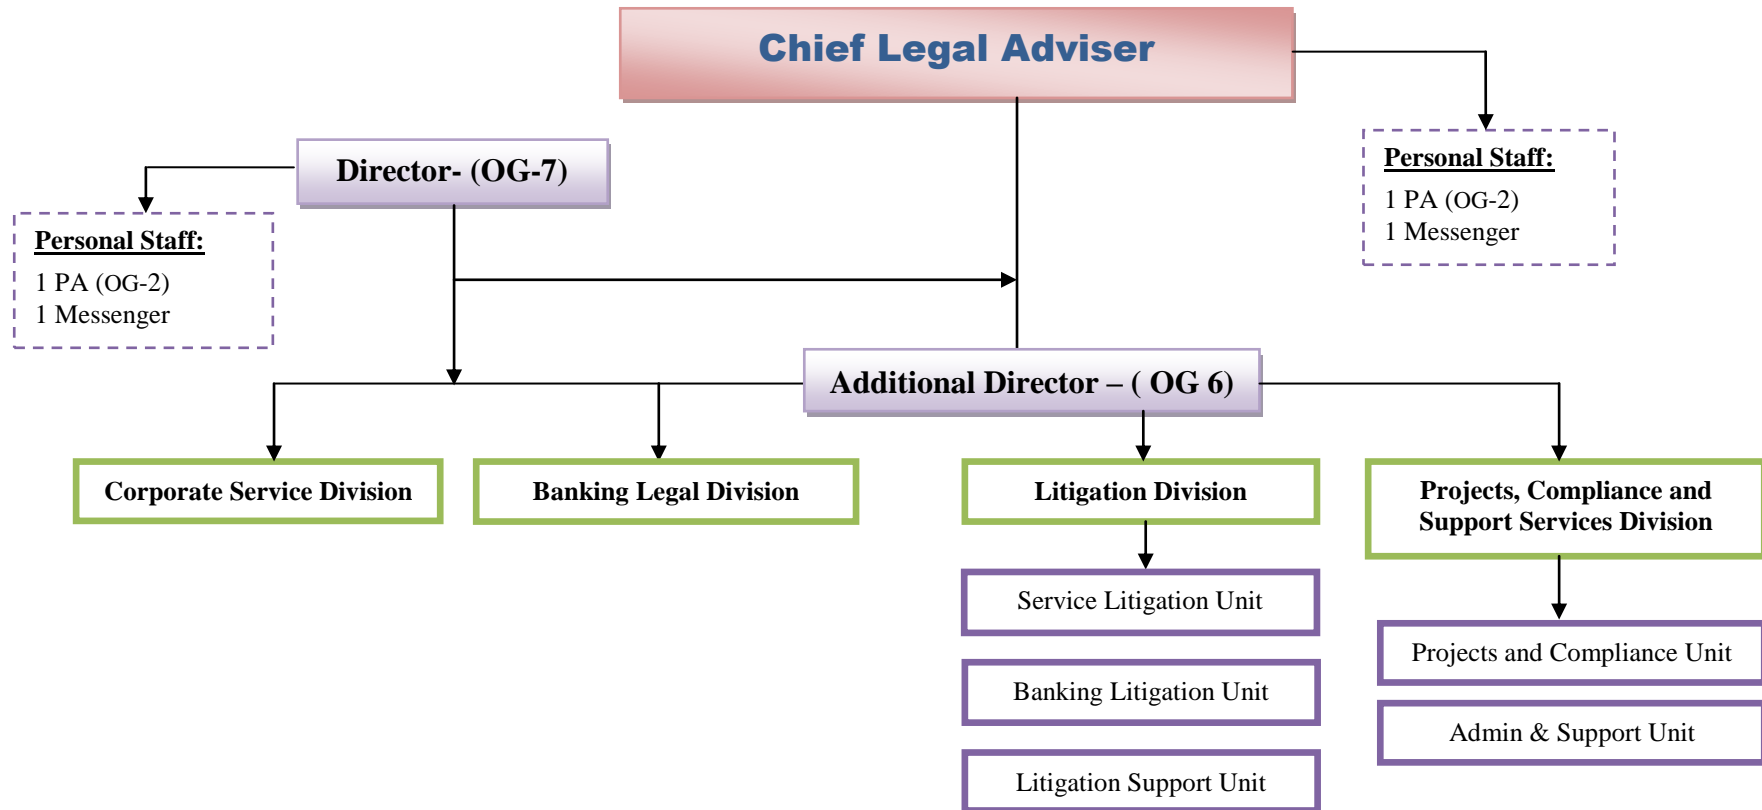 Chief Legal Adviser
Director- (OG-7)
Personal Staff:
1 PA (OG-2)
1 Messenger
Personal Staff:
1 PA (OG-2)
1 Messenger
Additional Director – ( OG 6)
Corporate Service Division
Banking Legal Division
Litigation Division
Projects, Compliance and
Support Services Division
Service Litigation Unit
Banking Litigation Unit
Litigation Support Unit
Projects and Compliance Unit
Admin & Support Unit